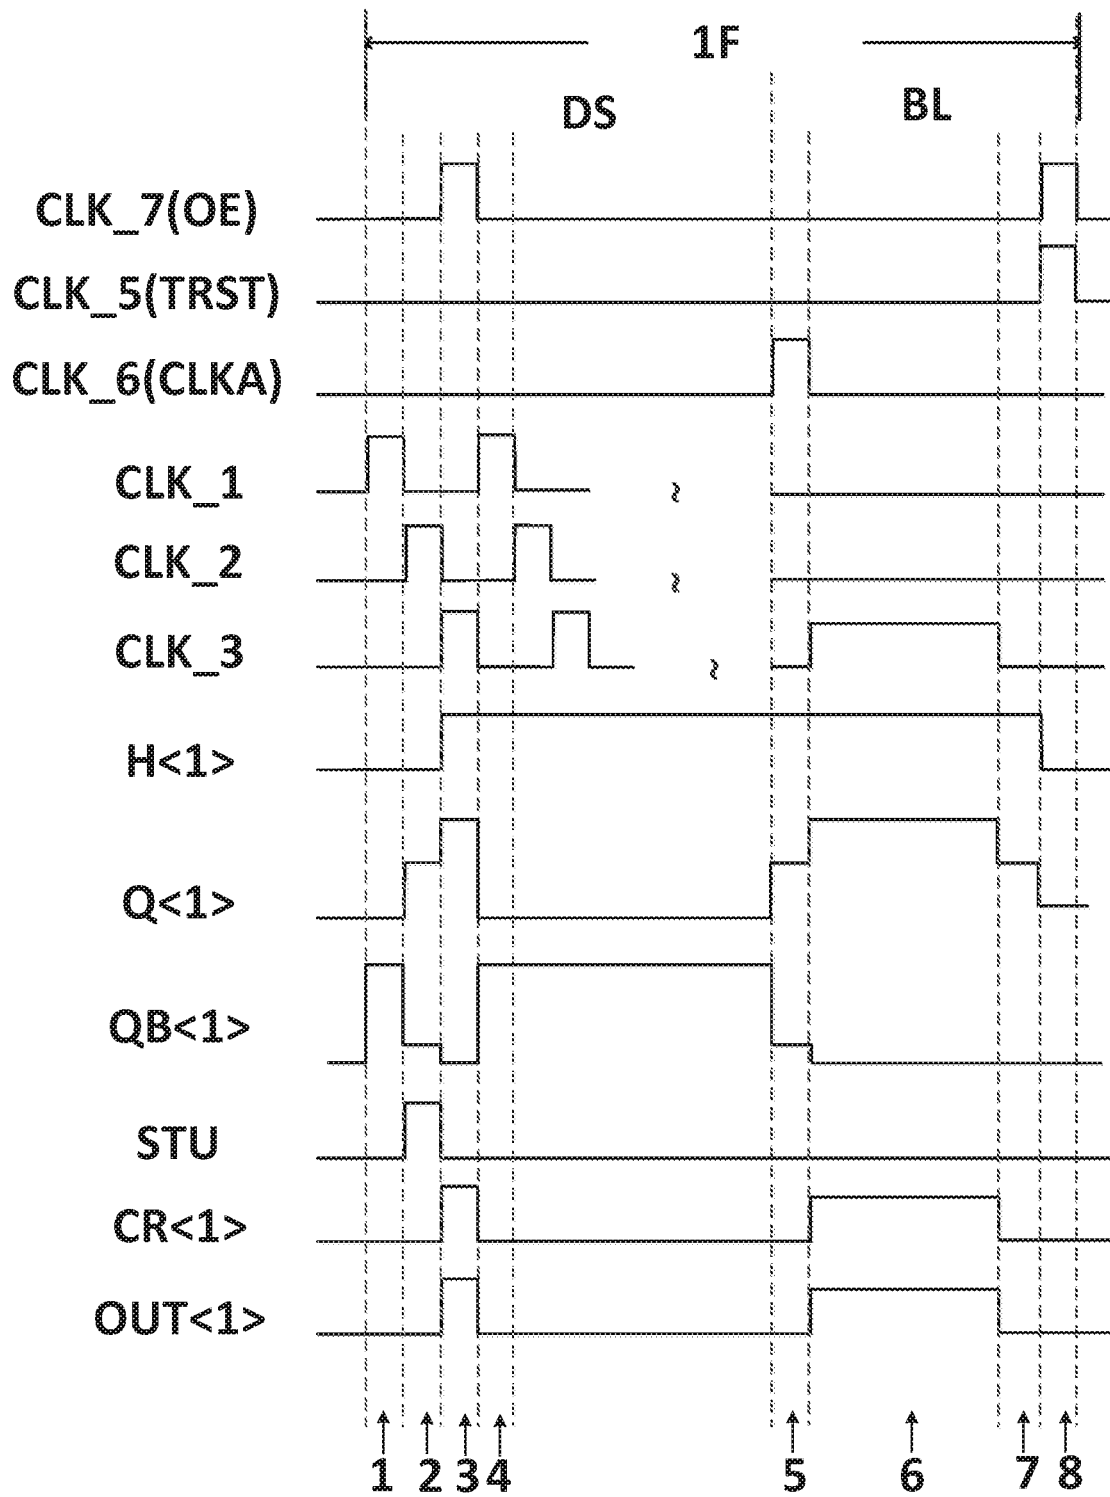 1F
DS BL
CLK_7(OE)
CLK_5(TRST)
CLK_6(CLKA)
CLK_1
CLK_2
CLK_3
H<1>
Q<1>
QB<1>
STU
CR<1>
OUT<1>
1 2 3 4 5 6 7 8